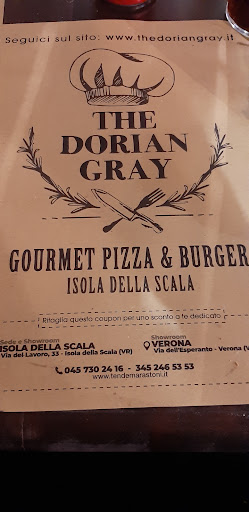 Seguici sul sito: www.thedoriangray.it
THE
DORIAN
GRAY
GOURMET PIZZA & BURGER
ISOLA DELLA SCALA
Ritaglia questo coupon per uno sconto a te dedicato
Sede e Showroom
ISOLA DELLA SCALA
Via del Lavoro, 33 - Isola della Scala (VR)
Showroom
VERONA
Via dell'Esperanto - Verona (V
045 730 24 16 - 345 246 53 53
www.tendemarastoni.it